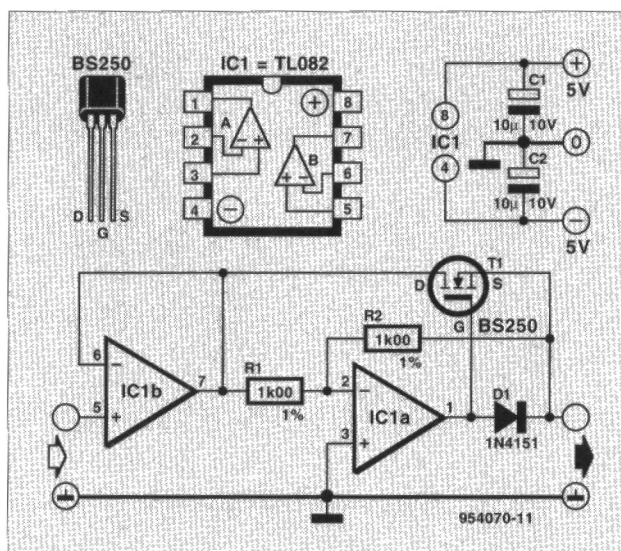 BS250
D
G
S
IC1 = TL082
1
2
3
4
A
B
+
−
8
7
6
5
− +
+ −
8
IC1
4
C1
10µ 10V
C2
10µ 10V
+
5V
0
−
5V
T1
D
S
G
BS250
R2
1k00
1%
R1
1k00
1%
6
−
5
+
IC1b
7
2
−
3
+
IC1a
1
D1
1N4151
954070-11